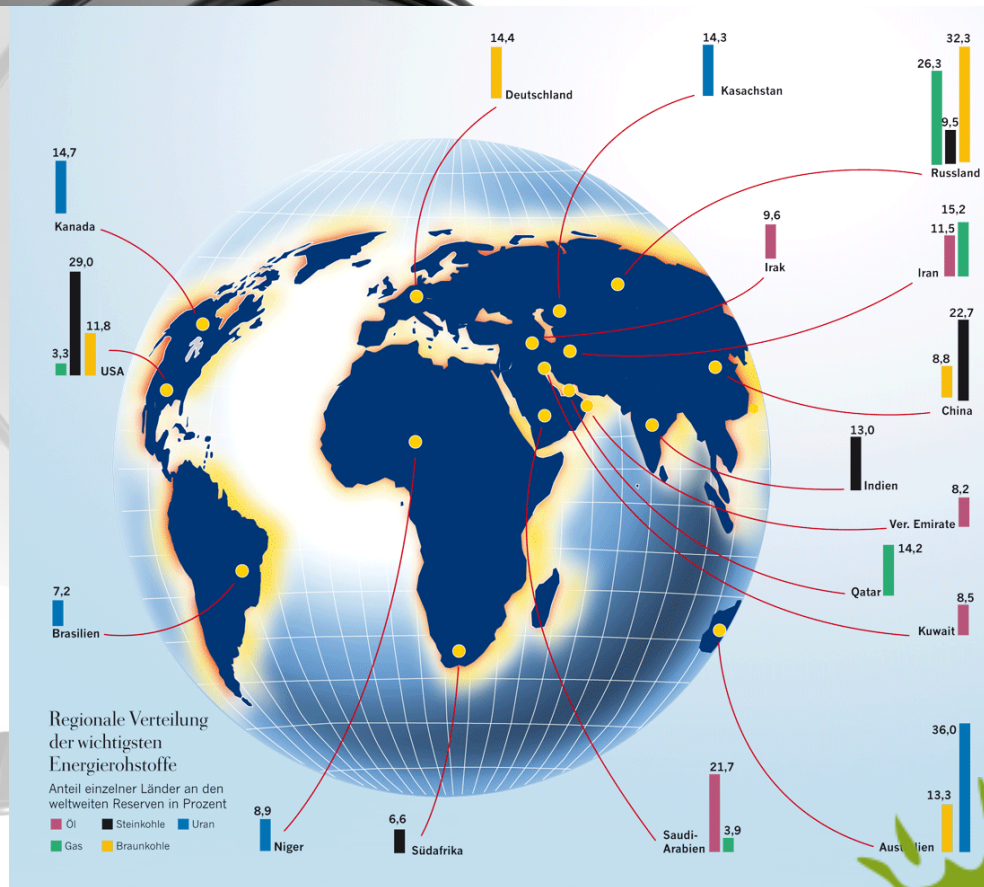 14,4
Deutschland
14,3
Kasachstan
32,3
26,3
9,5
Russland
14,7
Kanada
9,6
Irak
15,2
11,5
Iran
29,0
11,8
3,3
USA
22,7
8,8
China
13,0
Indien
8,2
Ver. Emirate
14,2
Qatar
8,5
Kuwait
7,2
Brasilien
Regionale Verteilung
der wichtigsten
Energierohstoffe
Anteil einzelner Länder an den
weltweiten Reserven in Prozent
Öl Steinkohle Uran
Gas Braunkohle
8,9
Niger
6,6
Südafrika
21,7
3,9
Saudi-
Arabien
36,0
13,3